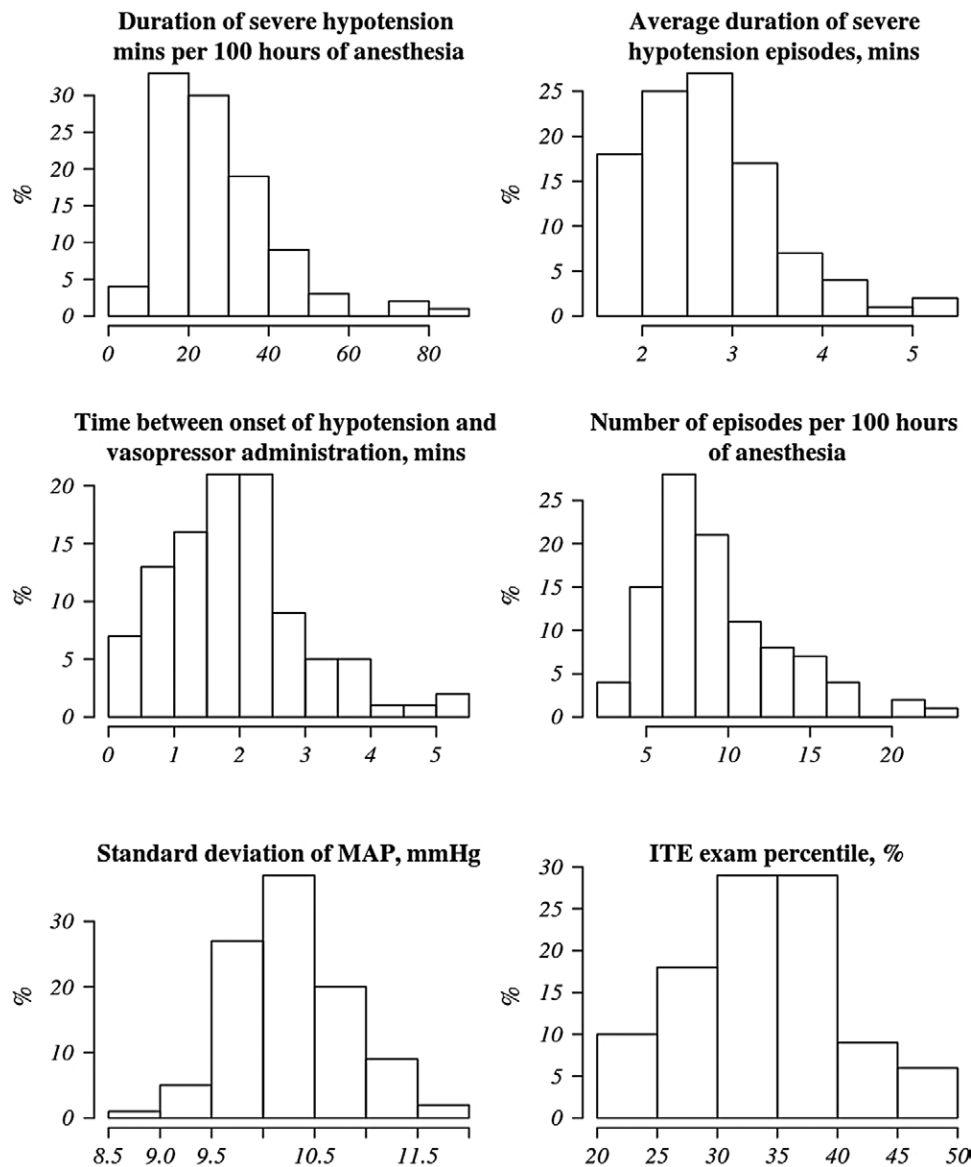 Duration of severe hypotension
mins per 100 hours of anesthesia
%
30
25
20
15
10
5
0
0 20 40 60 80
Average duration of severe
hypotension episodes, mins
%
25
20
15
10
5
0
2 3 4 5
Time between onset of hypotension and
vasopressor administration, mins
%
20
15
10
5
0
0 1 2 3 4 5
Number of episodes per 100 hours
of anesthesia
%
25
20
15
10
5
0
5 10 15 20
Standard deviation of MAP, mmHg
%
30
20
10
0
8.5 9.0 9.5 10.5 11.5
ITE exam percentile, %
%
30
25
20
15
10
5
0
20 25 30 35 40 45 50